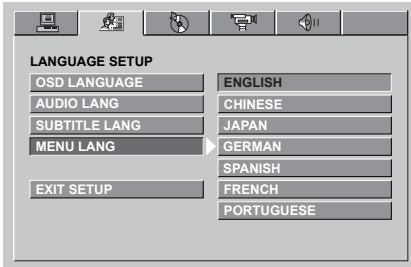 LANGUAGE SETUP
OSD LANGUAGE
AUDIO LANG
SUBTITLE LANG
MENU LANG
EXIT SETUP
ENGLISH
CHINESE
JAPAN
GERMAN
SPANISH
FRENCH
PORTUGUESE